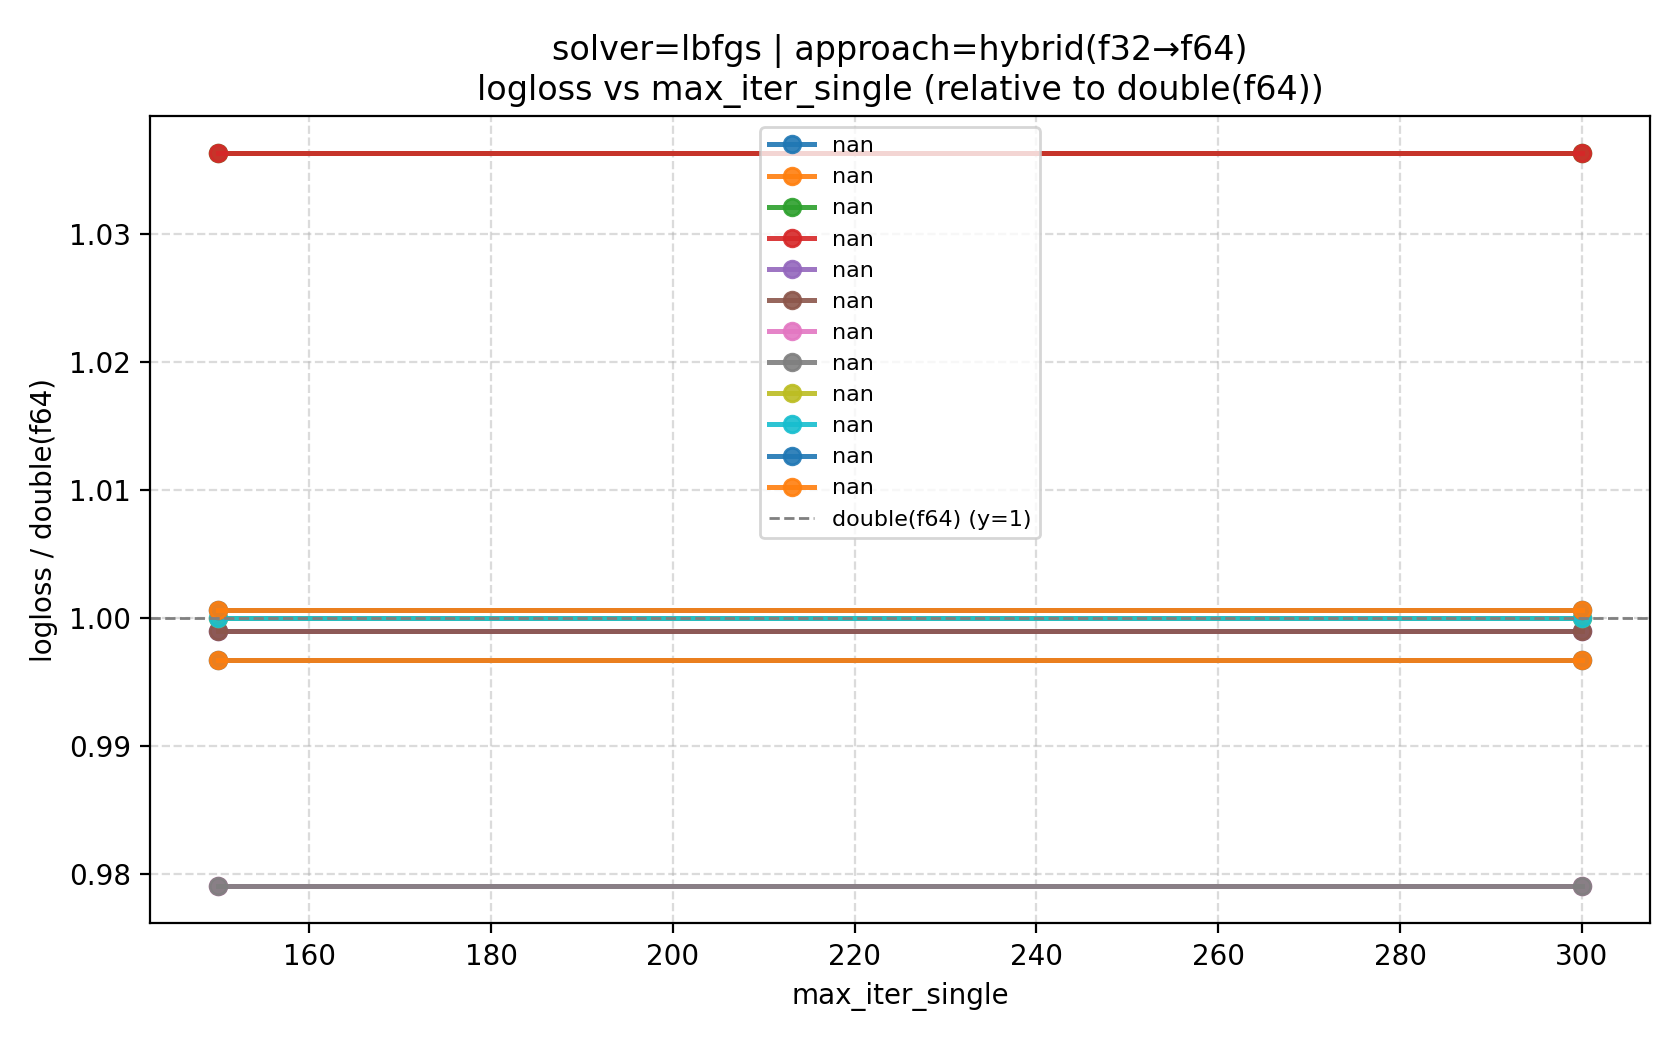 solver=lbfgs | approach=hybrid(f32→f64)
logloss vs max_iter_single (relative to double(f64))
logloss / double(f64)
1.03
1.02
1.01
1.00
0.99
0.98
nan
nan
nan
nan
nan
nan
nan
nan
nan
nan
nan
nan
double(f64) (y=1)
160 180 200 220 240 260 280 300
max_iter_single